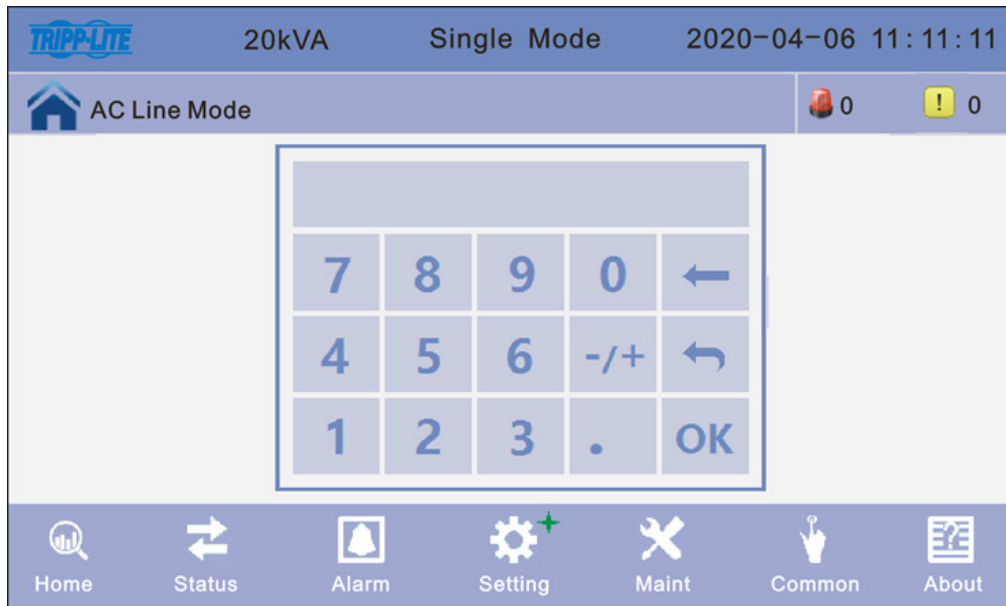 TRIPP-LITE 20kVA Single Mode 2020-04-06 11:11:11
AC Line Mode 0 ! 0
7 8 9 0
4 5 6 -/+
1 2 3 . OK
Home Status Alarm Setting Maint Common About